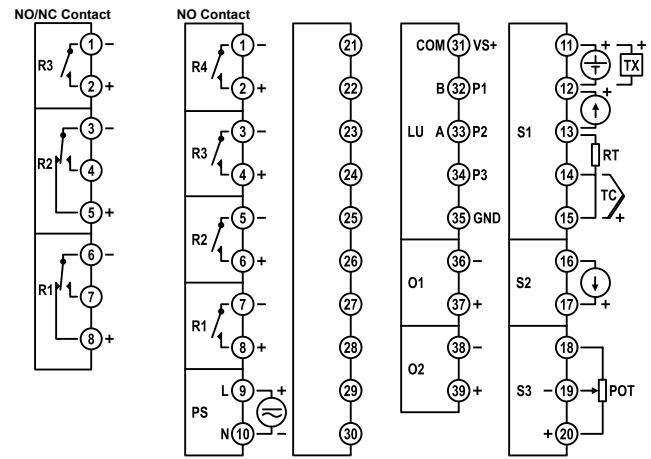 NO/NC Contact
R3
1 −
2 +
R2
3 −
4
5 +
R1
6 −
7
8 +
NO Contact
R4
1 −
2 +
R3
3 −
4 +
R2
5 −
6 +
R1
7 −
8 +
PS
L 9 +
N 10 −
21
22
23
24
25
26
27
28
29
30
LU
COM 31 VS+
B 32 P1
A 33 P2
34 P3
35 GND
O1
36 −
37 +
O2
38 −
39 +
S1
11 + + TX
12 +
13
RT
14
TC
15 +
S2
16
17 +
S3
18
− 19 POT
+ 20